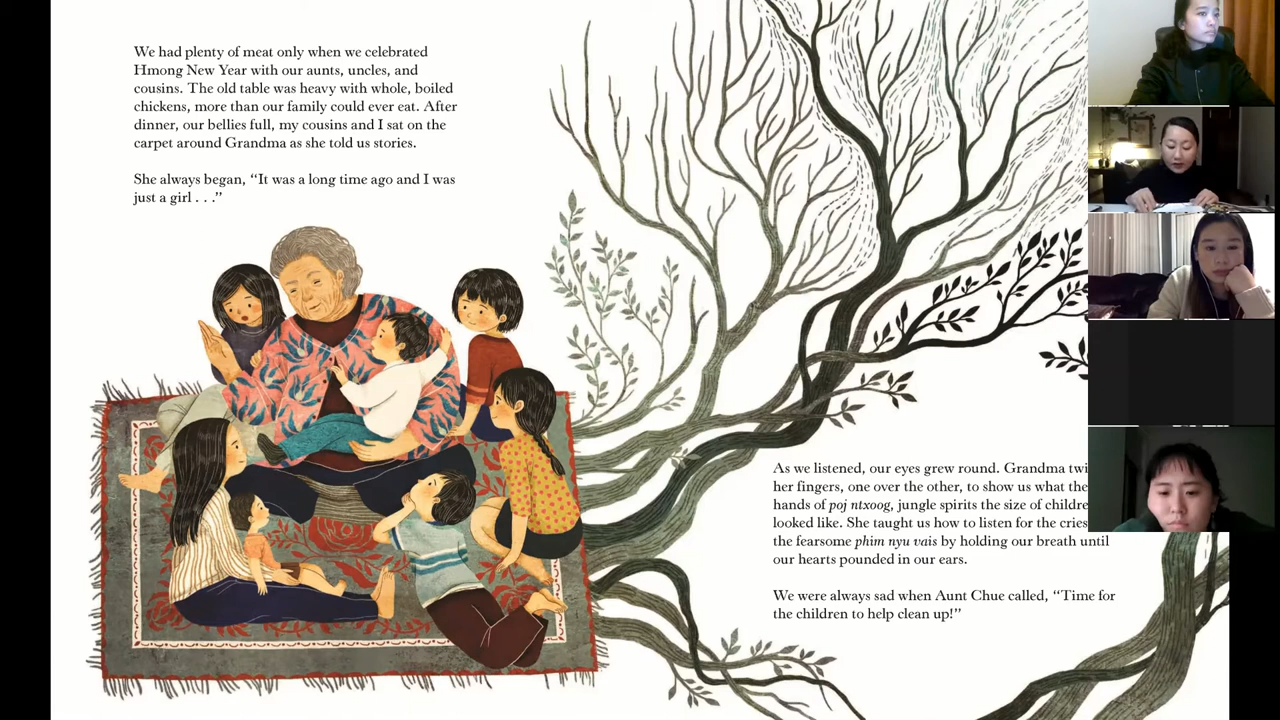 We had plenty of meat only when we celebrated
Hmong New Year with our aunts, uncles, and
cousins. The old table was heavy with whole, boiled
chickens, more than our family could ever eat. After
dinner, our bellies full, my cousins and I sat on the
carpet around Grandma as she told us stories.
She always began, “It was a long time ago and I was
just a girl . . .”
As we listened, our eyes grew round. Grandma
her fingers, one over the other, to show us what the
hands of poj ntxoog, jungle spirits the size of
looked like. She taught us how to listen for the cries
the fearsome phim nyu vais by holding our breath until
our hearts pounded in our ears.
We were always sad when Aunt Chue called, “Time for
the children to help clean up!”